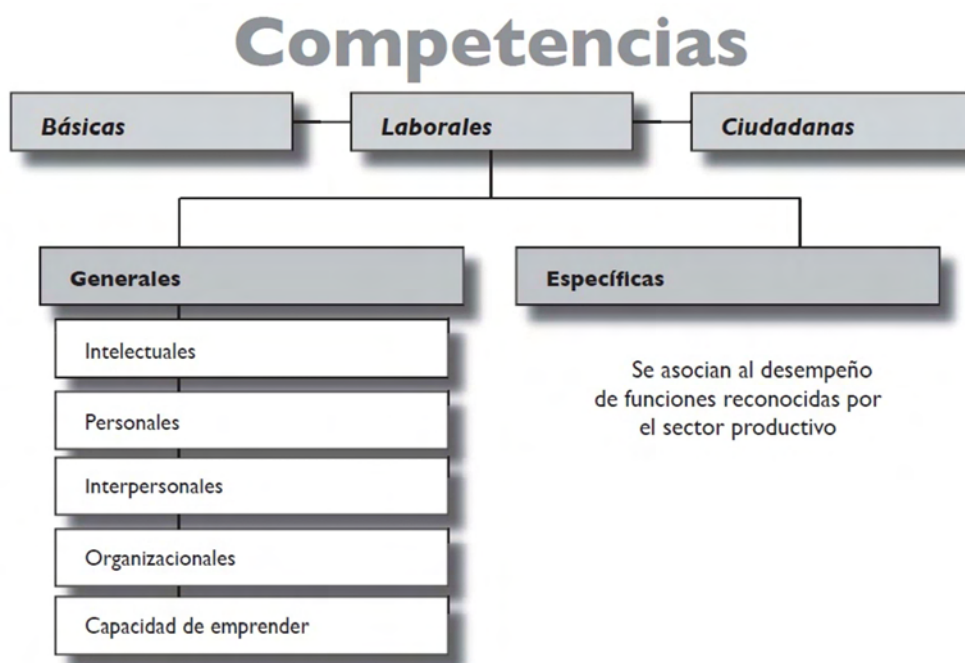 Competencias
Básicas
Laborales
Ciudadanas
Generales
Específicas
Intelectuales
Personales
Interpersonales
Organizacionales
Capacidad de emprender
Se asocian al desempeño
de funciones reconocidas por
el sector productivo